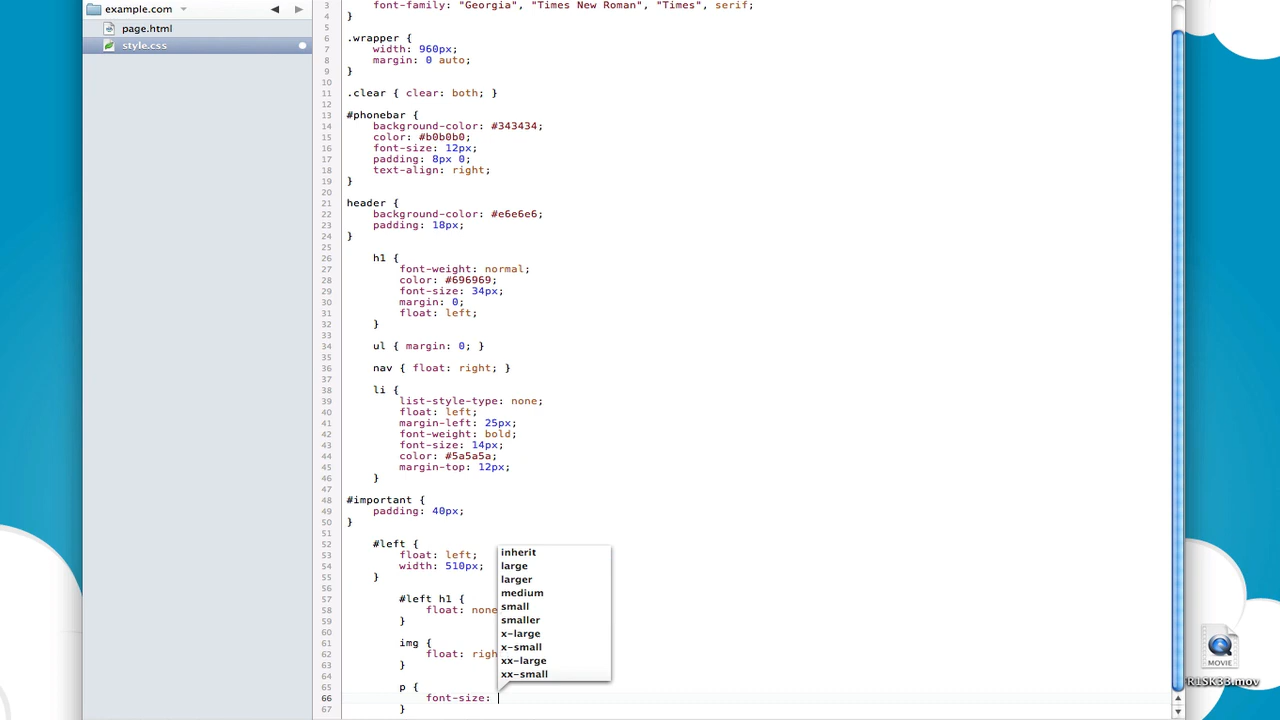 example.com
page.html
style.css
3 font-family: "Georgia", "Times New Roman", "Times", serif;
4 }
5
6 .wrapper {
7 width: 960px;
8 margin: 0 auto;
9 }
10
11 .clear { clear: both; }
12
13 #phonebar {
14 background-color: #343434;
15 color: #b0b0b0;
16 font-size: 12px;
17 padding: 8px 0;
18 text-align: right;
19 }
20
21 header {
22 background-color: #e6e6e6;
23 padding: 18px;
24 }
25
26 h1 {
27 font-weight: normal;
28 color: #696969;
29 font-size: 34px;
30 margin: 0;
31 float: left;
32 }
33
34 ul { margin: 0; }
35
36 nav { float: right; }
37
38 li {
39 list-style-type: none;
40 float: left;
41 margin-left: 25px;
42 font-weight: bold;
43 font-size: 14px;
44 color: #5a5a5a;
45 margin-top: 12px;
46 }
47
48 #important {
49 padding: 40px;
50 }
51
52 #left {
53 float: left;
54 width: 510px;
55 }
56
57 #left h1 {
58 float: none
59 }
60
61 img {
62 float: righ
63 }
64
65 p {
66 font-size:
67 }
inherit
large
larger
medium
small
smaller
x-large
x-small
xx-large
xx-small
MOVIE
R1SK33.mov